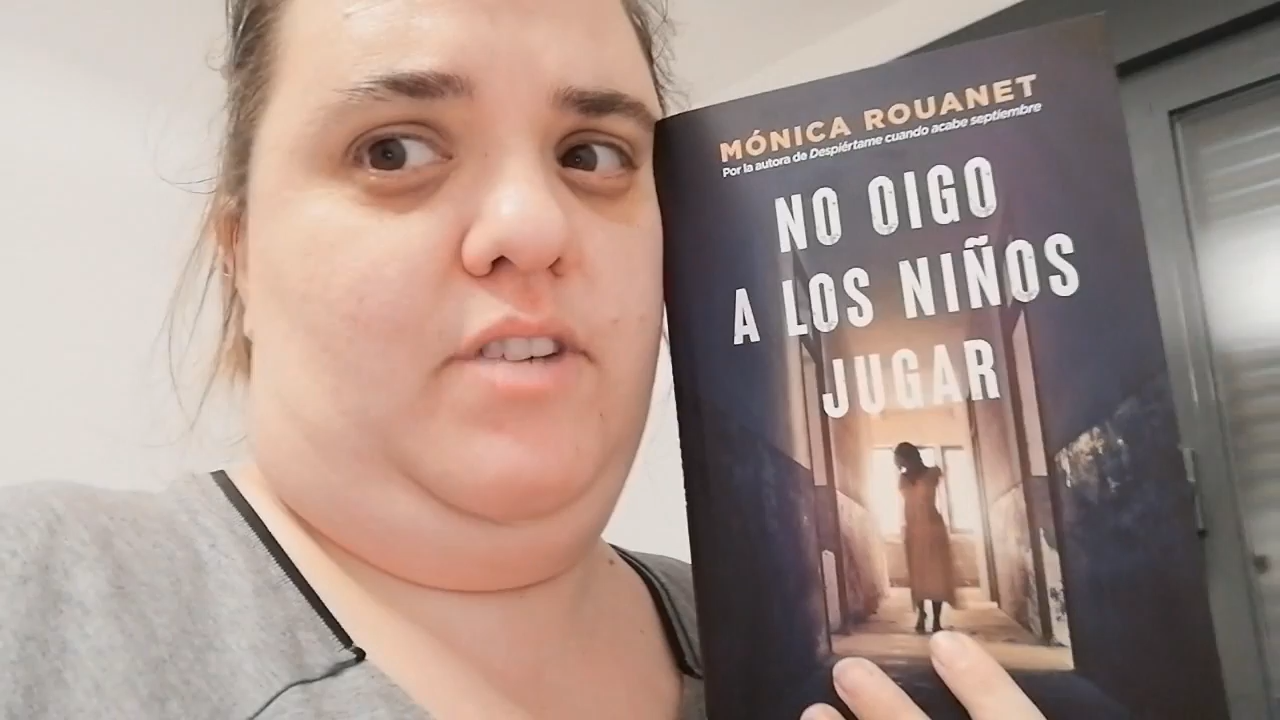 MÓNICA ROUANET
Por la autora de Despiértame cuando acabe septiembre
NO OIGO
A LOS NIÑOS
JUGAR